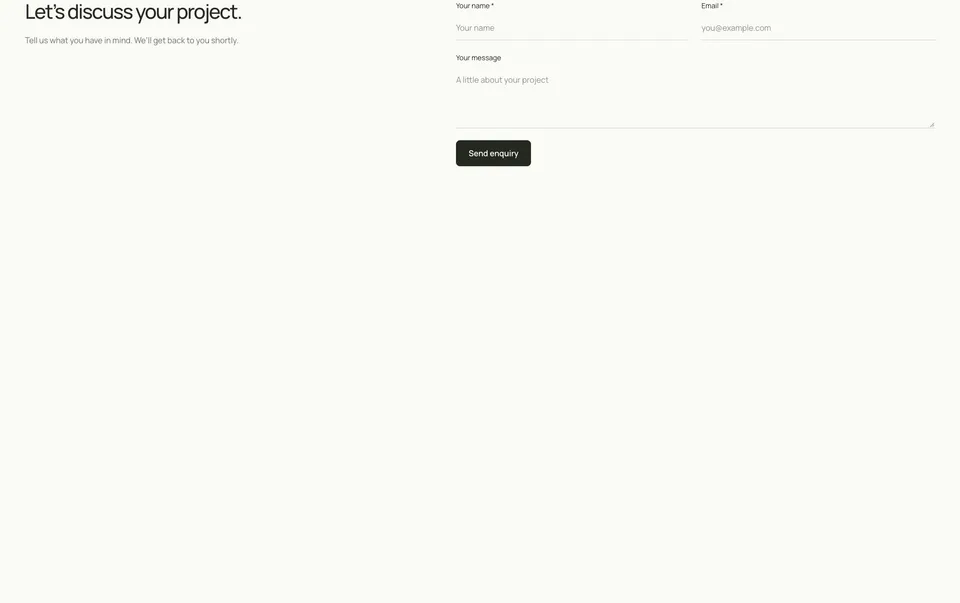 Let's discuss your project.
Tell us what you have in mind. We'll get back to you shortly.
Your name *
Your name
Email *
you@example.com
Your message
A little about your project
Send enquiry